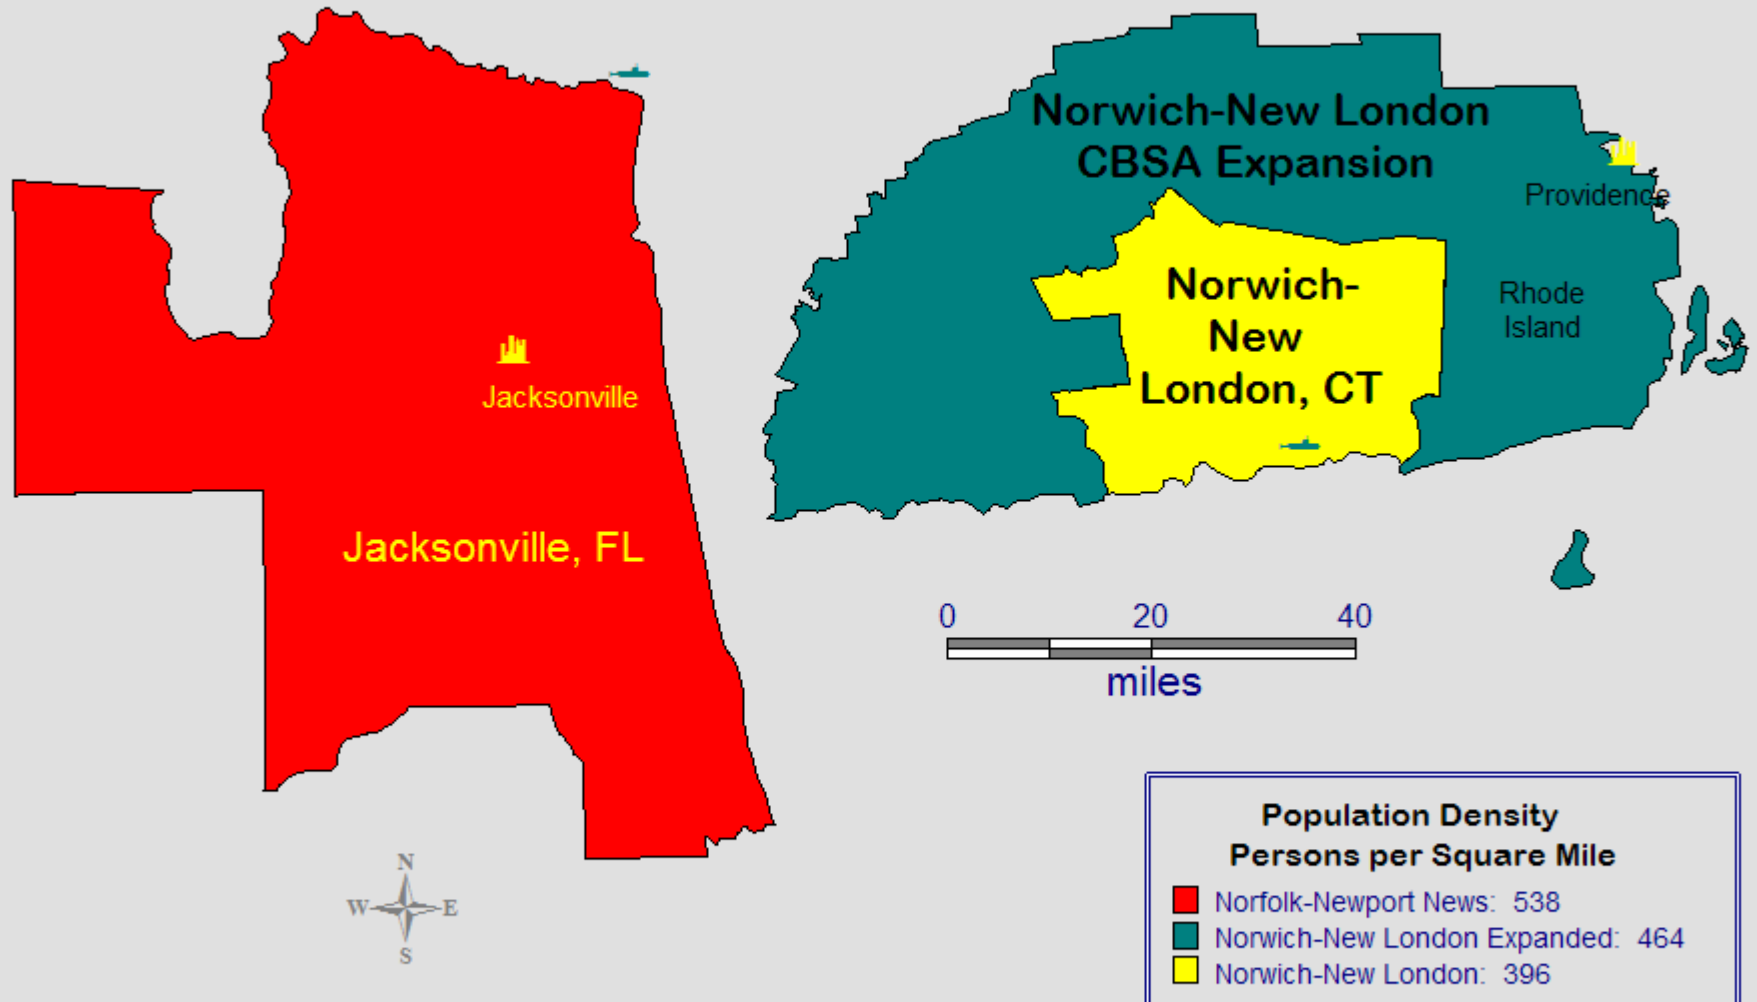 Norwich-New London
CBSA Expansion
Providence
Norwich-
New
London, CT
Rhode
Island
Jacksonville
Jacksonville, FL
0 20 40
miles
N
W E
S
Population Density
Persons per Square Mile
Norfolk-Newport News: 538
Norwich-New London Expanded: 464
Norwich-New London: 396